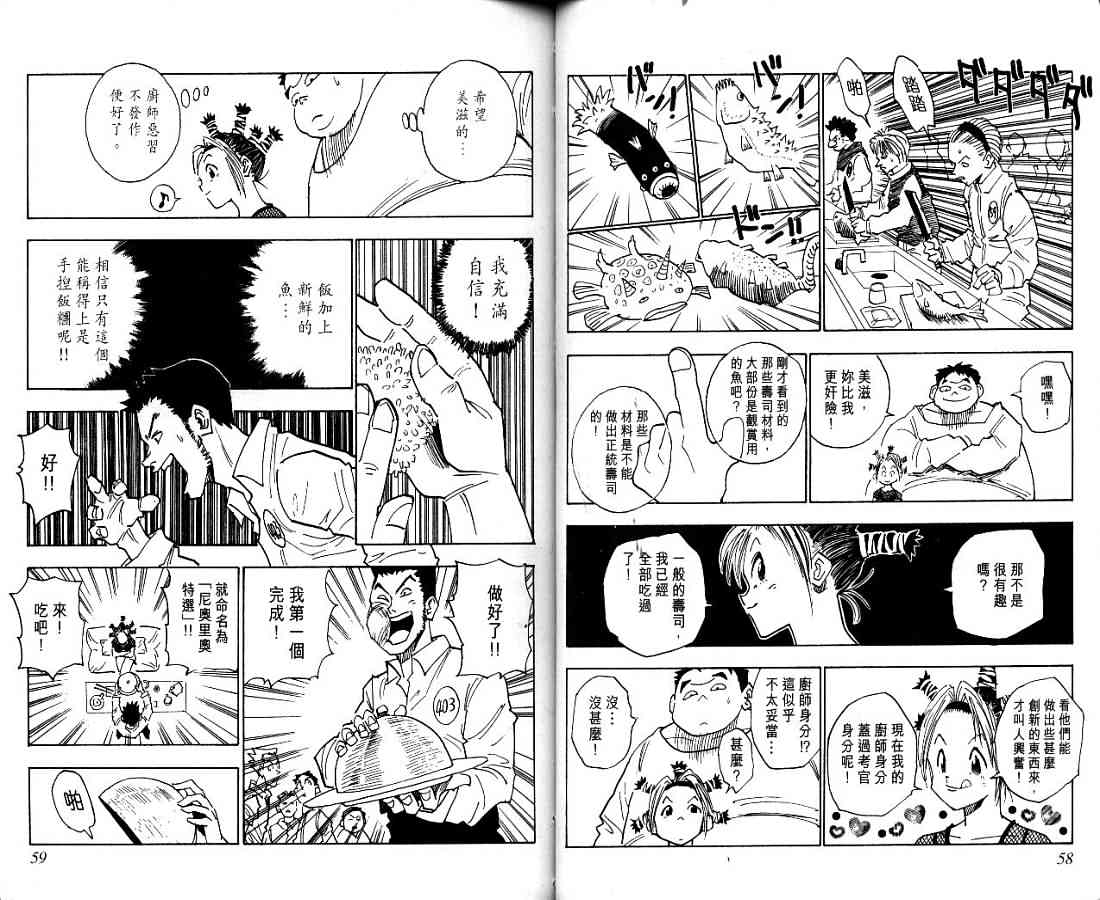 ダダダダダ
踏踏
啪
バン!!
バン!!
ドン!!
嘿嘿！
美滋，
妳比我
更奸險！
剛才看到的
那些壽司材料，
大部份是觀賞用
的魚吧？
那些
材料是不能
做出正統壽司
的！
那不是
很有趣
嗎？
一般的壽司，
我已經
全部吃過
了！
看他們能
做出些甚麼
創新的東西來，
才叫人興奮！
現在我的
廚師身分
蓋過考官
身分呢！
廚師身分!?
這似乎
不太妥當…
甚麼？
沒…
沒甚麼！
58
希望
美滋的…
廚師惡習
不發作
便好了。
我充滿
自信！
飯加上
新鮮的
魚…
相信只有這個
能稱得上是
手揑飯糰呢!!
好!!
做好了!!
我第一個
完成！
403
就命名為
「尼奧里奧
特選」!!
來！
吃吧！
啪
59